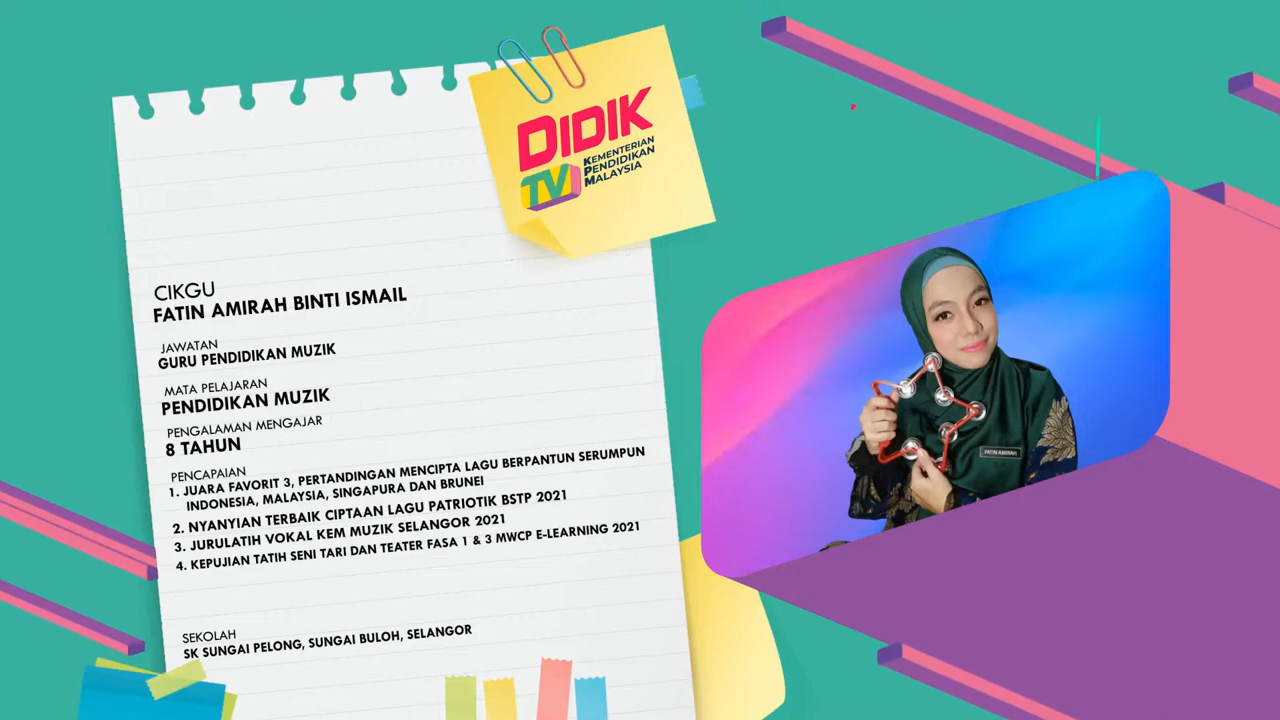 DIDIK
TV
KEMENTERIAN
PENDIDIKAN
MALAYSIA
CIKGU
FATIN AMIRAH BINTI ISMAIL
JAWATAN
GURU PENDIDIKAN MUZIK
MATA PELAJARAN
PENDIDIKAN MUZIK
PENGALAMAN MENGAJAR
8 TAHUN
PENCAPAIAN
1. JUARA FAVORIT 3, PERTANDINGAN MENCIPTA LAGU BERPANTUN SERUMPUN
INDONESIA, MALAYSIA, SINGAPURA DAN BRUNEI
2. NYANYIAN TERBAIK CIPTAAN LAGU PATRIOTIK BSTP 2021
3. JURULATIH VOKAL KEM MUZIK SELANGOR 2021
4. KEPUJIAN TATIH SENI TARI DAN TEATER FASA 1 & 3 MWCP E-LEARNING 2021
SEKOLAH
SK SUNGAI PELONG, SUNGAI BULOH, SELANGOR
FATIN AMIRAH